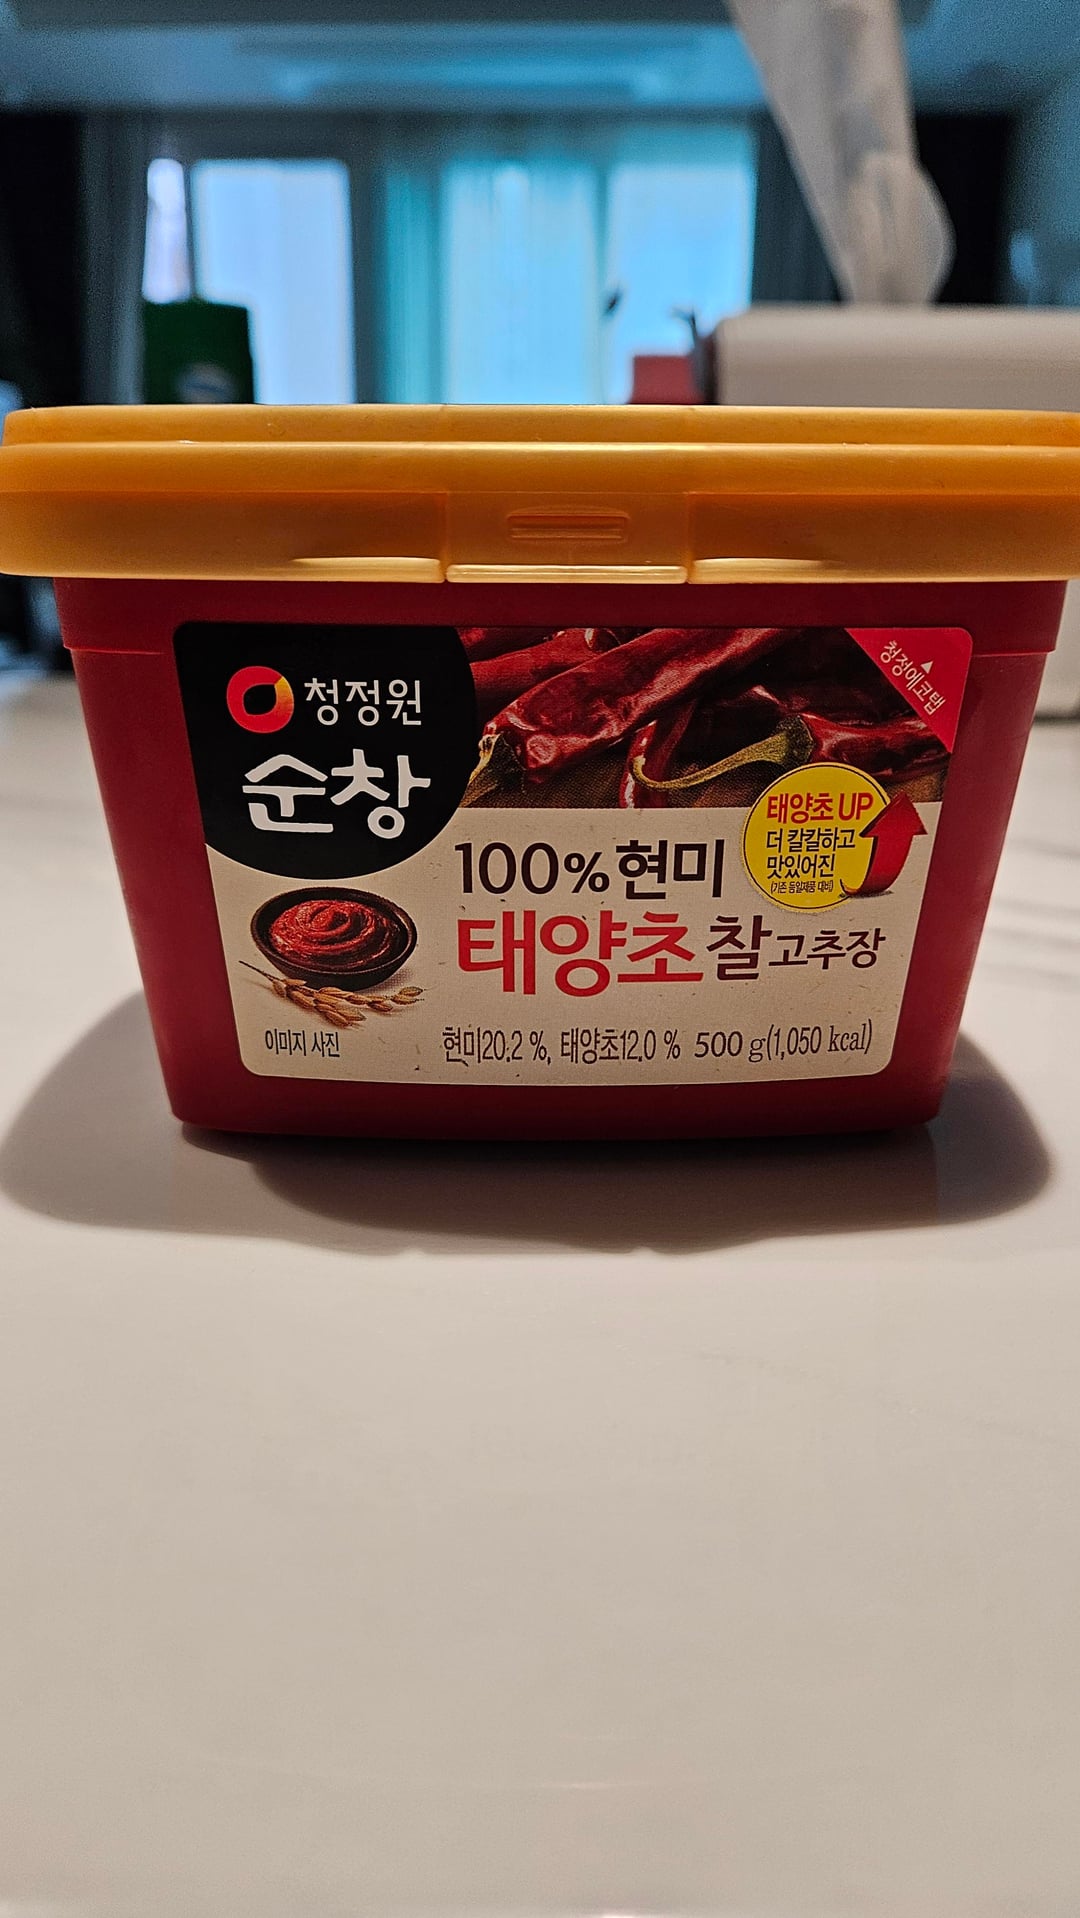 청정원
순창
청정에코탭
태양초 UP
더 칼칼하고
맛있어진
(기존 동일제품 대비)
100% 현미
태양초 찰고추장
이미지 사진
현미20.2 %, 태양초12.0 % 500 g(1,050 kcal)